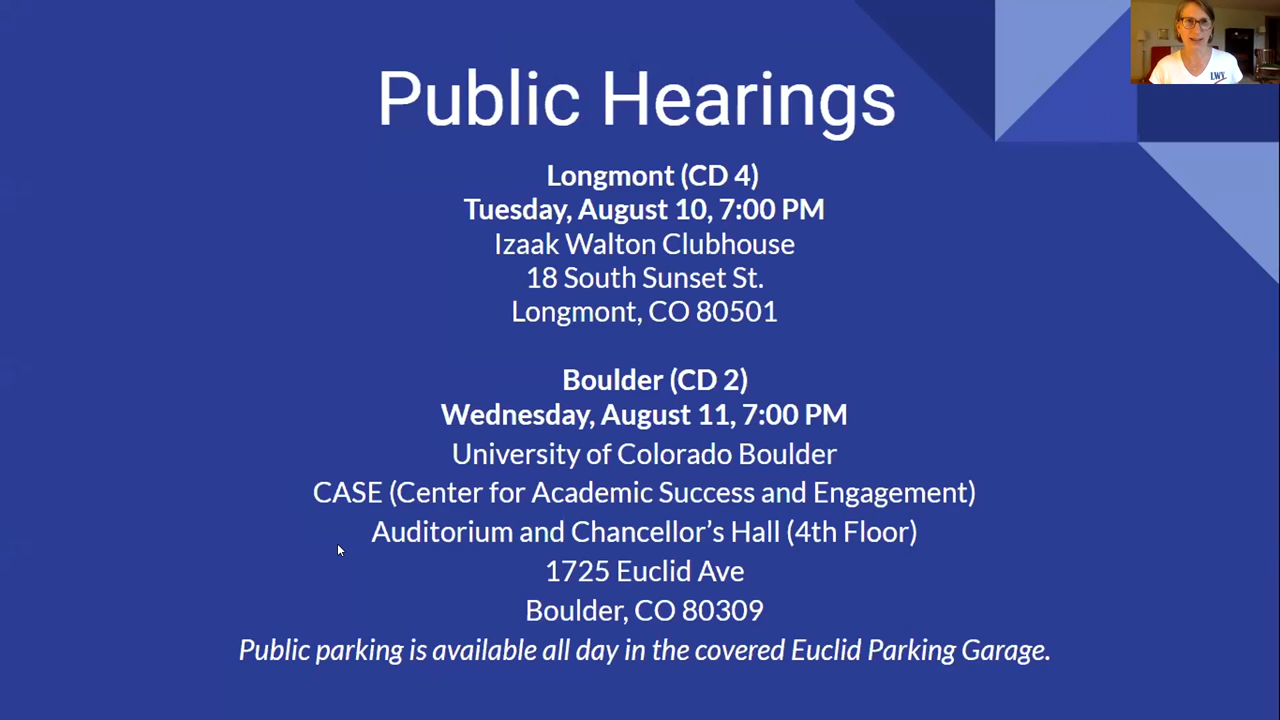 Public Hearings
Longmont (CD 4)
Tuesday, August 10, 7:00 PM
Izaak Walton Clubhouse
18 South Sunset St.
Longmont, CO 80501
Boulder (CD 2)
Wednesday, August 11, 7:00 PM
University of Colorado Boulder
CASE (Center for Academic Success and Engagement)
Auditorium and Chancellor’s Hall (4th Floor)
1725 Euclid Ave
Boulder, CO 80309
Public parking is available all day in the covered Euclid Parking Garage.